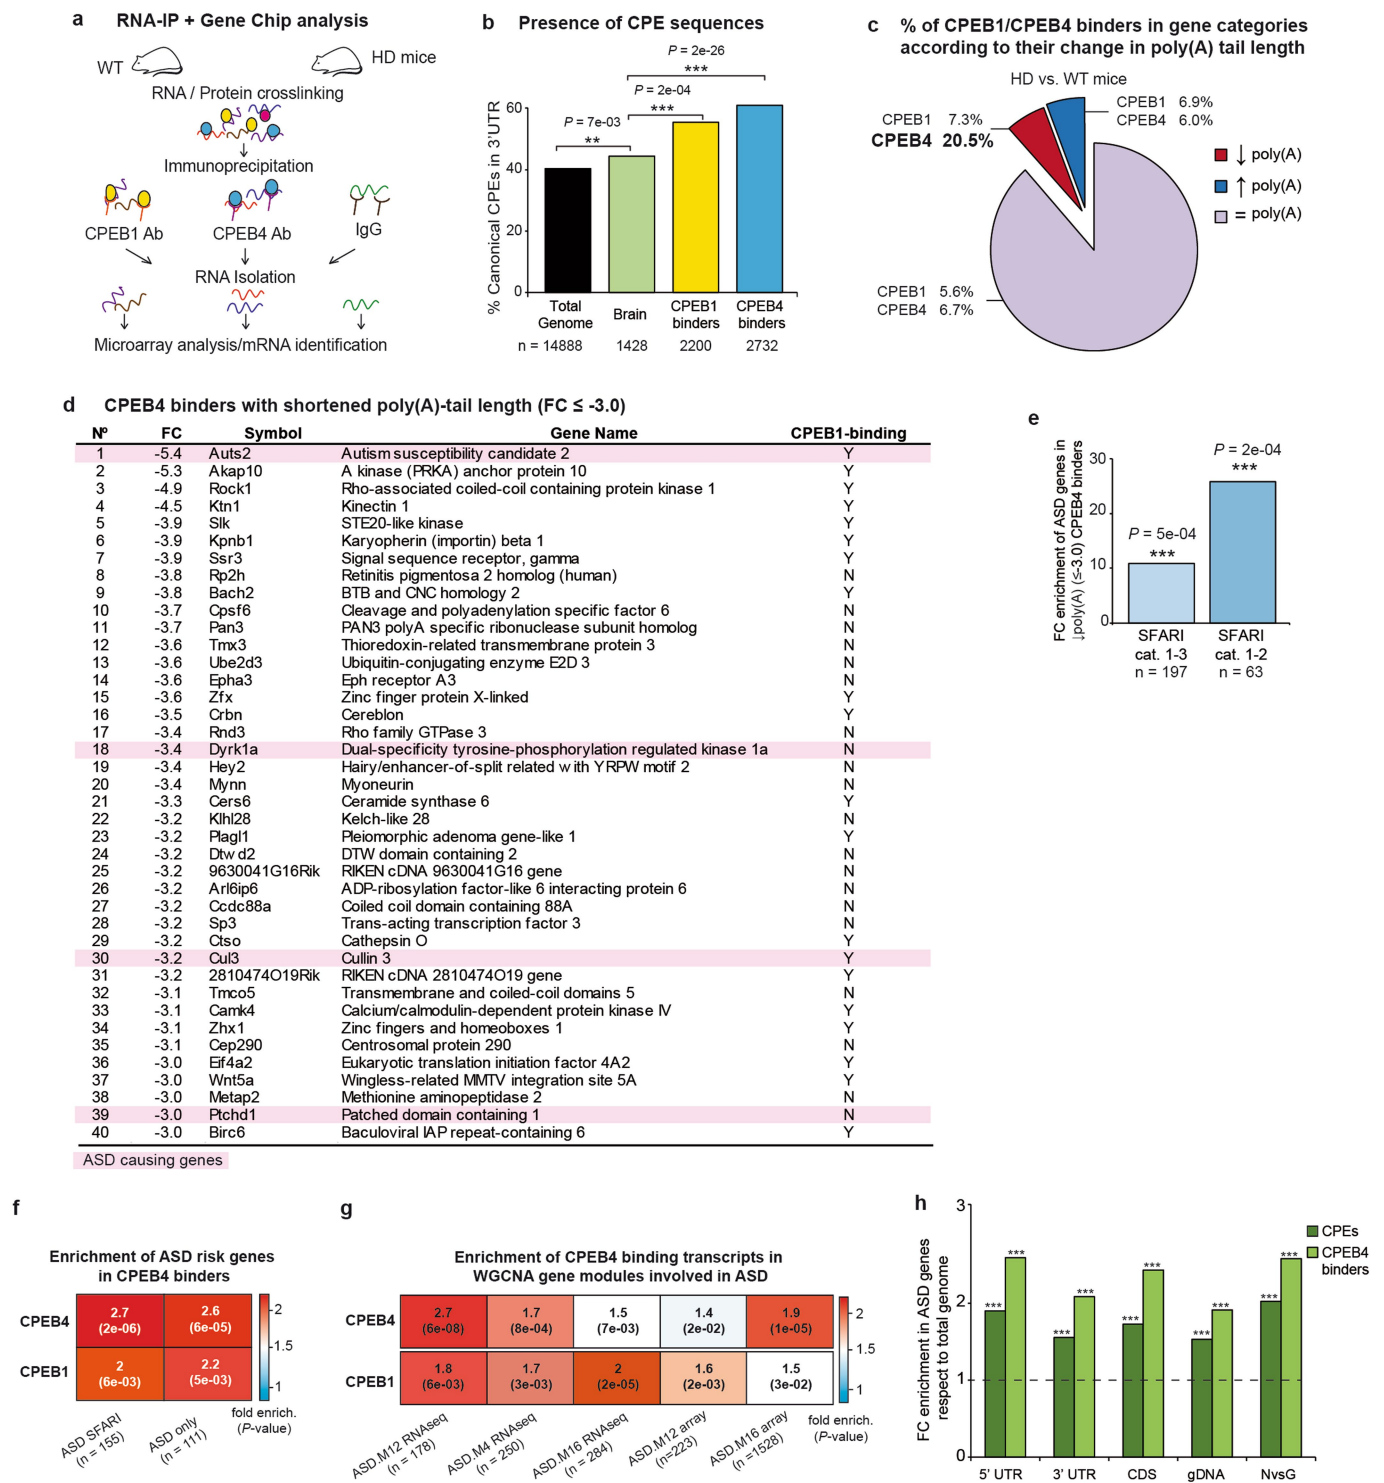 a RNA-IP + Gene Chip analysis
WT
HD mice
RNA / Protein crosslinking
Immunoprecipitation
CPEB1 Ab CPEB4 Ab IgG
RNA Isolation
Microarray analysis/mRNA identification
b Presence of CPE sequences
P = 2e-26
***
P = 2e-04
***
P = 7e-03
**
% Canonical CPEs in 3'UTR
60
40
20
0
Total Genome Brain CPEB1 binders CPEB4 binders
n = 14888 1428 2200 2732
c % of CPEB1/CPEB4 binders in gene categories
according to their change in poly(A) tail length
HD vs. WT mice
CPEB1 7.3%
CPEB4 20.5%
CPEB1 6.9%
CPEB4 6.0%
CPEB1 5.6%
CPEB4 6.7%
↓ poly(A)
↑ poly(A)
= poly(A)
d CPEB4 binders with shortened poly(A)-tail length (FC ≤ -3.0)
Nº FC Symbol Gene Name CPEB1-binding
1 -5.4 Auts2 Autism susceptibility candidate 2 Y
2 -5.3 Akap10 A kinase (PRKA) anchor protein 10 Y
3 -4.9 Rock1 Rho-associated coiled-coil containing protein kinase 1 Y
4 -4.5 Ktn1 Kinectin 1 Y
5 -3.9 Slk STE20-like kinase Y
6 -3.9 Kpnb1 Karyopherin (importin) beta 1 Y
7 -3.9 Ssr3 Signal sequence receptor, gamma Y
8 -3.8 Rp2h Retinitis pigmentosa 2 homolog (human) N
9 -3.8 Bach2 BTB and CNC homology 2 Y
10 -3.7 Cpsf6 Cleavage and polyadenylation specific factor 6 N
11 -3.7 Pan3 PAN3 polyA specific ribonuclease subunit homolog N
12 -3.6 Tmx3 Thioredoxin-related transmembrane protein 3 N
13 -3.6 Ube2d3 Ubiquitin-conjugating enzyme E2D 3 N
14 -3.6 Epha3 Eph receptor A3 N
15 -3.6 Zfx Zinc finger protein X-linked Y
16 -3.5 Crbn Cereblon Y
17 -3.4 Rnd3 Rho family GTPase 3 N
18 -3.4 Dyrk1a Dual-specificity tyrosine-phosphorylation regulated kinase 1a N
19 -3.4 Hey2 Hairy/enhancer-of-split related with YRPW motif 2 N
20 -3.4 Mynn Myoneurin N
21 -3.3 Cers6 Ceramide synthase 6 Y
22 -3.2 Klhl28 Kelch-like 28 N
23 -3.2 Plagl1 Pleiomorphic adenoma gene-like 1 Y
24 -3.2 Dtwd2 DTW domain containing 2 N
25 -3.2 9630041G16Rik RIKEN cDNA 9630041G16 gene N
26 -3.2 Arl6ip6 ADP-ribosylation factor-like 6 interacting protein 6 N
27 -3.2 Ccdc88a Coiled coil domain containing 88A N
28 -3.2 Sp3 Trans-acting transcription factor 3 N
29 -3.2 Ctso Cathepsin O Y
30 -3.2 Cul3 Cullin 3 Y
31 -3.2 2810474O19Rik RIKEN cDNA 2810474O19 gene Y
32 -3.1 Tmco5 Transmembrane and coiled-coil domains 5 N
33 -3.1 Camk4 Calcium/calmodulin-dependent protein kinase IV Y
34 -3.1 Zhx1 Zinc fingers and homeoboxes 1 Y
35 -3.1 Cep290 Centrosomal protein 290 N
36 -3.0 Eif4a2 Eukaryotic translation initiation factor 4A2 Y
37 -3.0 Wnt5a Wingless-related MMTV integration site 5A Y
38 -3.0 Metap2 Methionine aminopeptidase 2 N
39 -3.0 Ptchd1 Patched domain containing 1 N
40 -3.0 Birc6 Baculoviral IAP repeat-containing 6 Y
ASD causing genes
e
FC enrichment of ASD genes in
↓poly(A) (≤-3.0) CPEB4 binders
30
20
10
0
P = 5e-04
***
P = 2e-04
***
SFARI SFARI
cat. 1-3 cat. 1-2
n = 197 n = 63
f
Enrichment of ASD risk genes
in CPEB4 binders
CPEB4 2.7 2.6
(2e-06) (6e-05)
CPEB1 2 2.2
(6e-03) (5e-03)
2
1.5
1
fold enrich.
(P-value)
ASD SFARI
(n = 155)
ASD only
(n = 111)
g
Enrichment of CPEB4 binding transcripts in
WGCNA gene modules involved in ASD
CPEB4 2.7 1.7 1.5 1.4 1.9
(6e-08) (8e-04) (7e-03) (2e-02) (1e-05)
CPEB1 1.8 1.7 2 1.6 1.5
(6e-03) (3e-03) (2e-05) (2e-03) (3e-02)
2
1.5
1
fold enrich.
(P-value)
ASD.M12 RNAseq
(n = 178)
ASD.M4 RNAseq
(n = 250)
ASD.M16 RNAseq
(n = 284)
ASD.M12 array
(n=223)
ASD.M16 array
(n =1528)
h
FC enrichment in ASD genes
respect to total genome
3
2
1
0
*** *** *** *** *** *** *** *** *** ***
CPEs
CPEB4
binders
5' UTR 3' UTR CDS gDNA NvsG